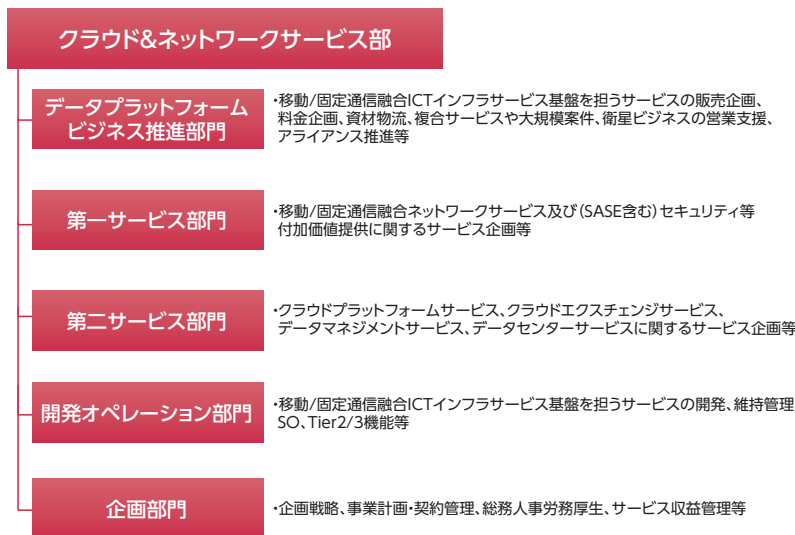 クラウド&ネットワークサービス部
データプラットフォーム
ビジネス推進部門
・移動/固定通信融合ICTインフラサービス基盤を担うサービスの販売企画、
料金企画、資材物流、複合サービスや大規模案件、衛星ビジネスの営業支援、
アライアンス推進等
第一サービス部門
・移動/固定通信融合ネットワークサービス及び(SASE含む)セキュリティ等
付加価値提供に関するサービス企画等
第二サービス部門
・クラウドプラットフォームサービス、クラウドエクスチェンジサービス、
データマネジメントサービス、データセンターサービスに関するサービス企画等
開発オペレーション部門
・移動/固定通信融合ICTインフラサービス基盤を担うサービスの開発、維持管理
SO、Tier2/3機能等
企画部門
・企画戦略、事業計画・契約管理、総務人事労務厚生、サービス収益管理等